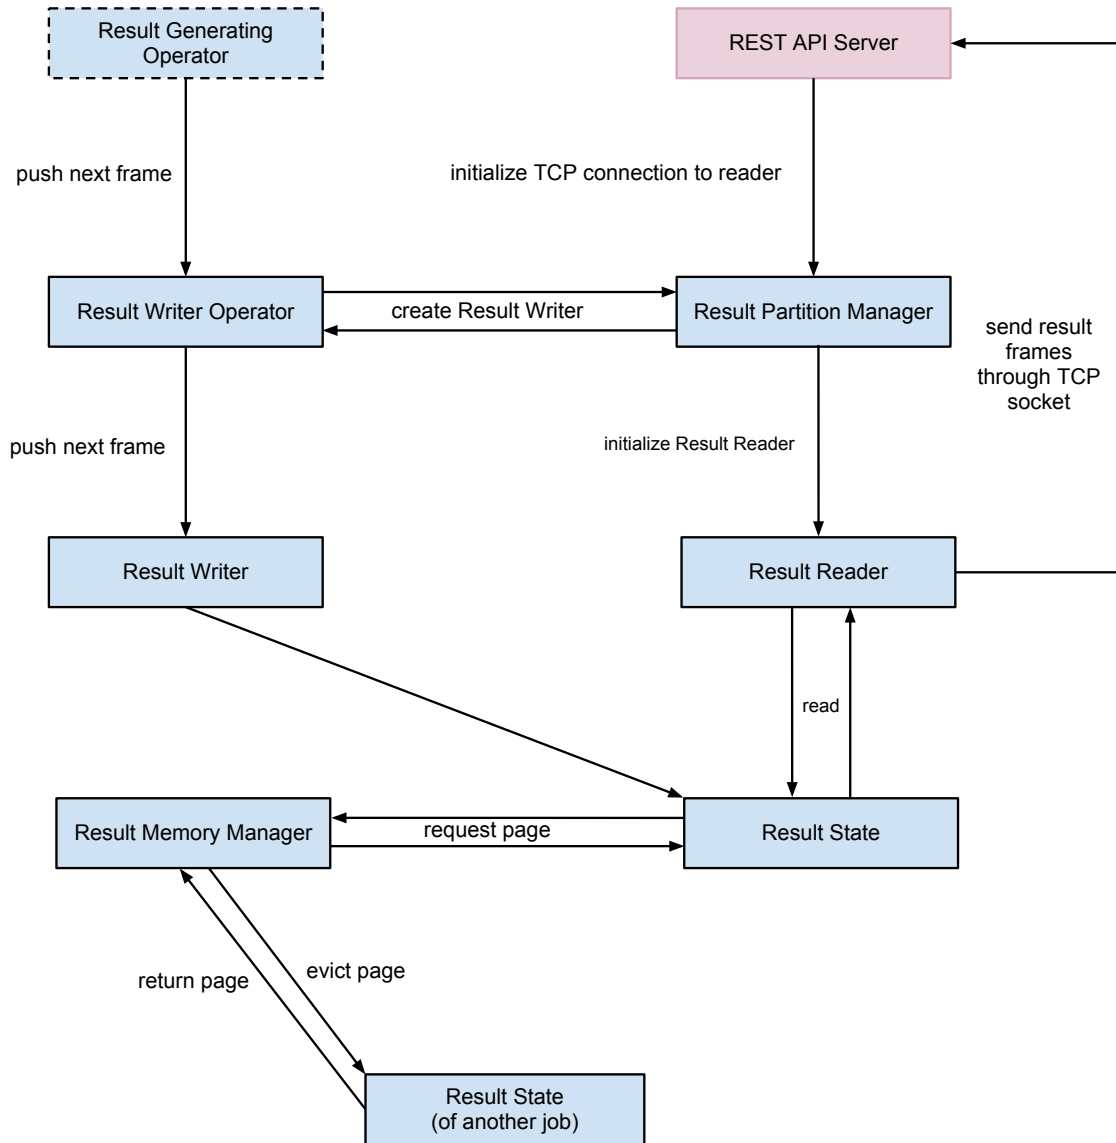 Result Generating
Operator
REST API Server
push next frame
initialize TCP connection to reader
Result Writer Operator
create Result Writer
Result Partition Manager
send result
frames
through TCP
socket
push next frame
initialize Result Reader
Result Writer
Result Reader
read
Result Memory Manager
request page
Result State
return page
evict page
Result State
(of another job)